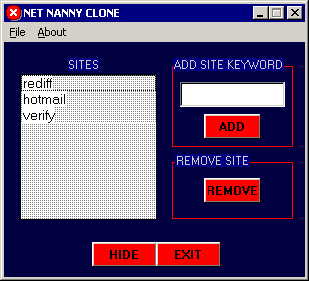 NET NANNY CLONE
File About
SITES
rediff
hotmail
verify
ADD SITE KEYWORD
ADD
REMOVE SITE
REMOVE
HIDE
EXIT